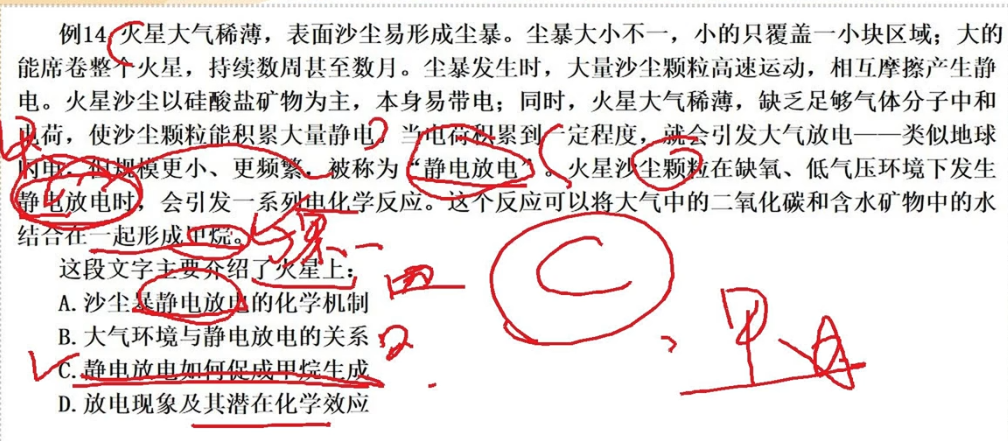 例14.火星大气稀薄，表面沙尘易形成尘暴。尘暴大小不一，小的只覆盖一小块区域；大的
能席卷整个火星，持续数周甚至数月。尘暴发生时，大量沙尘颗粒高速运动，相互摩擦产生静
电。火星沙尘以硅酸盐矿物为主，本身易带电；同时，火星大气稀薄，缺乏足够气体分子中和
电荷，使沙尘颗粒能积累大量静电。当电荷积累到一定程度，就会引发大气放电——类似地球
闪电，但规模更小、更频繁，被称为“静电放电”。火星沙尘颗粒在缺氧、低气压环境下发生
静电放电时，会引发一系列电化学反应。这个反应可以将大气中的二氧化碳和含水矿物中的水
结合在一起形成甲烷。
这段文字主要介绍了火星上：
A.沙尘暴静电放电的化学机制
B.大气环境与静电放电的关系
C.静电放电如何促成甲烷生成
D.放电现象及其潜在化学效应
C